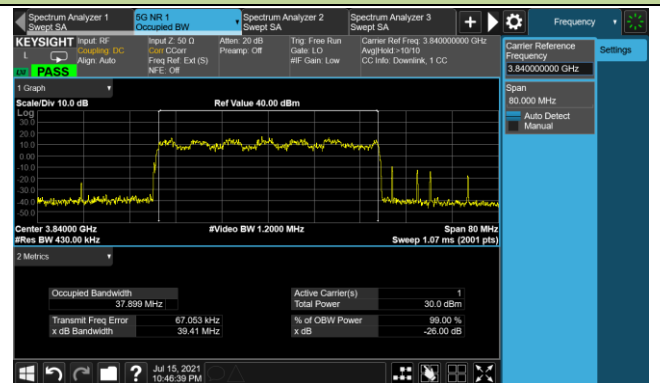 Spectrum Analyzer 1
Swept SA
5G NR 1
Occupied BW
Spectrum Analyzer 2
Swept SA
Spectrum Analyzer 3
Swept SA
Frequency
KEYSIGHT
L
PASS
Input: RF
Coupling: DC
Align: Auto
Input Z: 50 Ω
Corr CCorr
Freq Ref: Ext (S)
NFE: Off
Atten: 20 dB
Preamp: Off
Trig: Free Run
Gate: LO
#IF Gain: Low
Carrier Ref Freq: 3.840000000 GHz
Avg|Hold:>10/10
CC Info: Downlink, 1 CC
Carrier Reference
Frequency
3.840000000 GHz
Settings
Span
80.000 MHz
Auto Detect
Manual
1 Graph
Scale/Div 10.0 dB
Ref Value 40.00 dBm
Log
30.0
20.0
10.0
0.00
-10.0
-20.0
-30.0
-40.0
-50.0
Center 3.84000 GHz
#Video BW 1.2000 MHz
Span 80 MHz
#Res BW 430.00 kHz
Sweep 1.07 ms (2001 pts)
2 Metrics
Occupied Bandwidth
37.899 MHz
Active Carrier(s) 1
Total Power 30.0 dBm
Transmit Freq Error 67.053 kHz
% of OBW Power 99.00 %
x dB Bandwidth 39.41 MHz
x dB -26.00 dB
Jul 15, 2021
10:46:39 PM